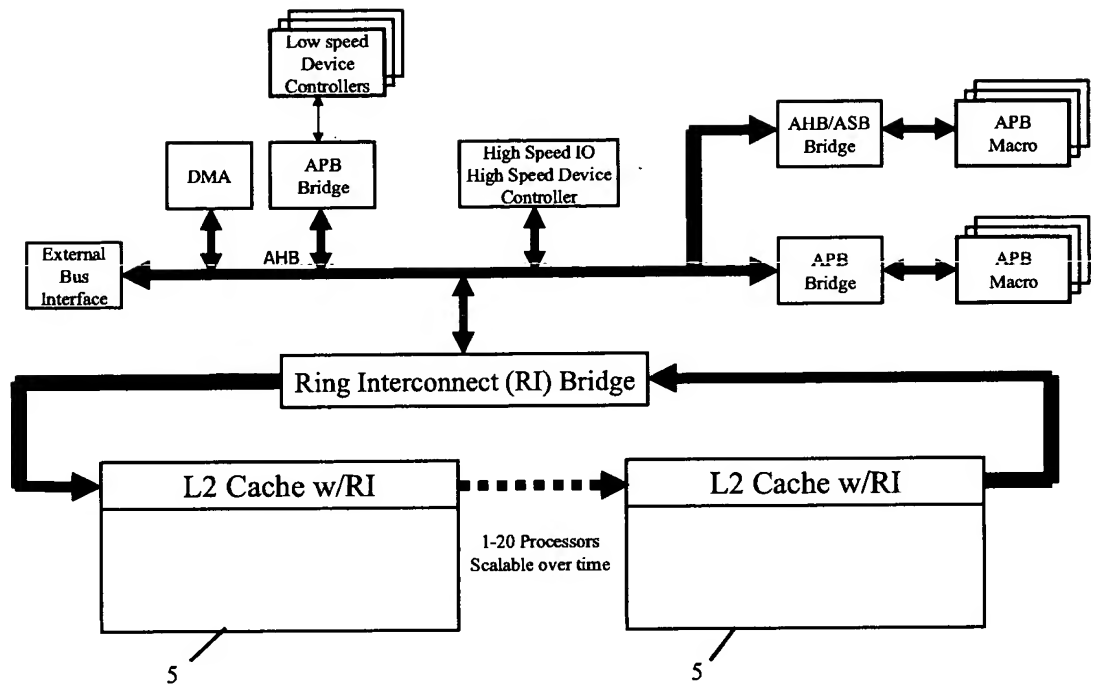 Low speed
Device
Controllers
DMA
APB
Bridge
High Speed IO
High Speed Device
Controller
AHB/ASB
Bridge
APB
Macro
External
Bus
Interface
AHB
APB
Bridge
APB
Macro
Ring Interconnect (RI) Bridge
L2 Cache w/RI
L2 Cache w/RI
1-20 Processors
Scalable over time
5
5